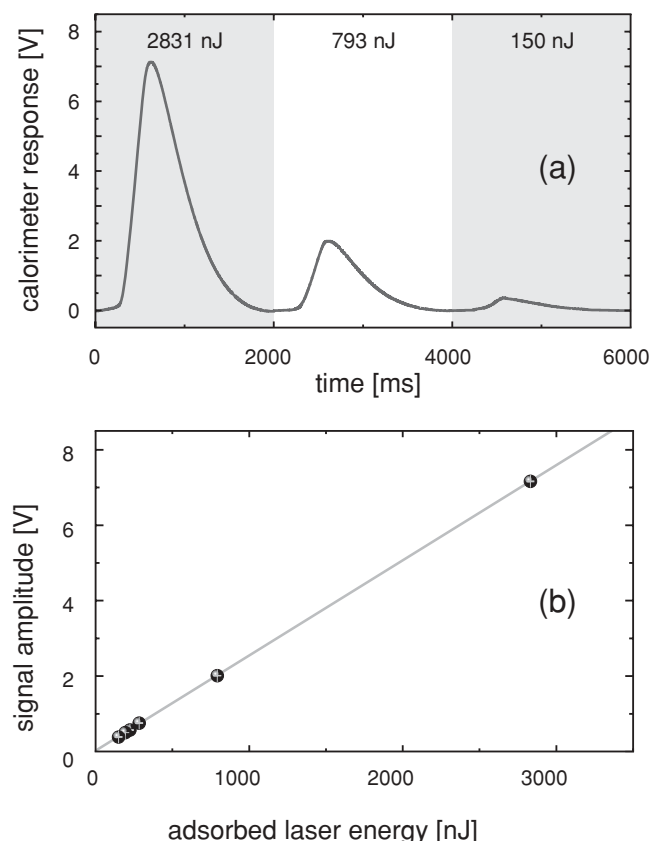 2831 nJ 793 nJ 150 nJ
8
6
4
2
0
calorimeter response [V]
(a)
0 2000 4000 6000
time [ms]
8
6
4
2
0
signal amplitude [V]
(b)
0 1000 2000 3000
adsorbed laser energy [nJ]